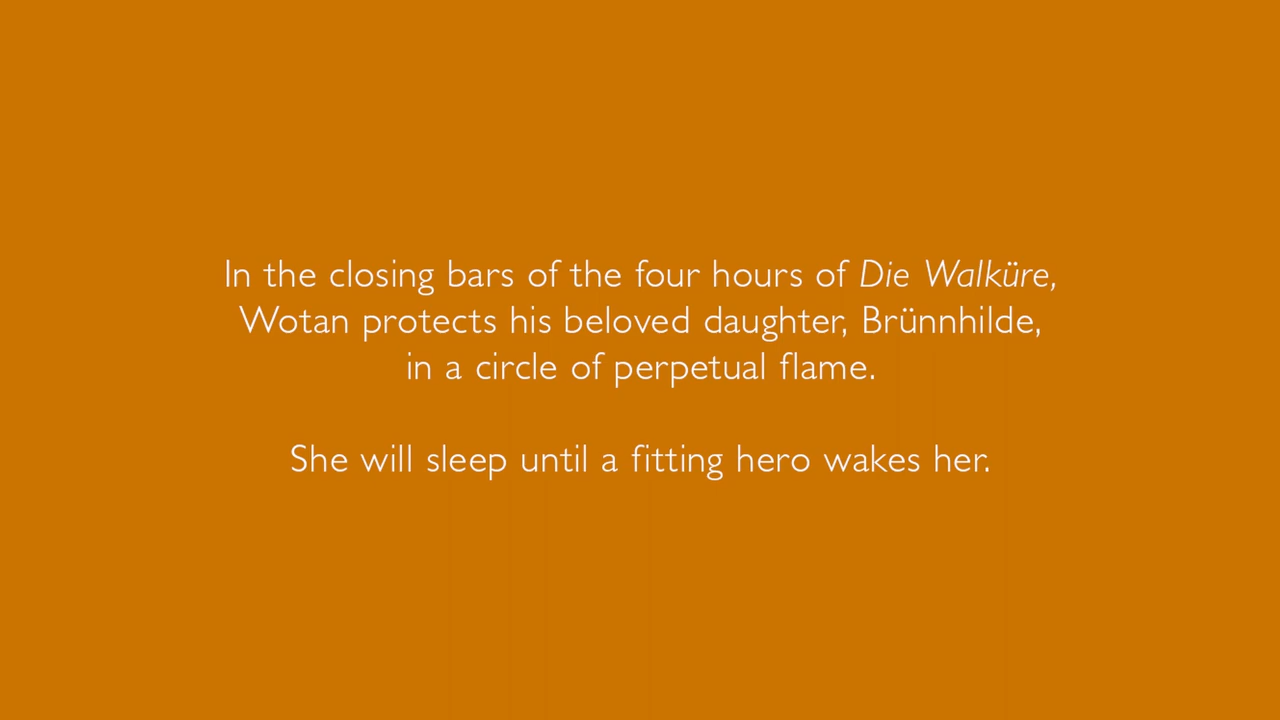 In the closing bars of the four hours of Die Walküre,
Wotan protects his beloved daughter, Brünnhilde,
in a circle of perpetual flame.
She will sleep until a fitting hero wakes her.